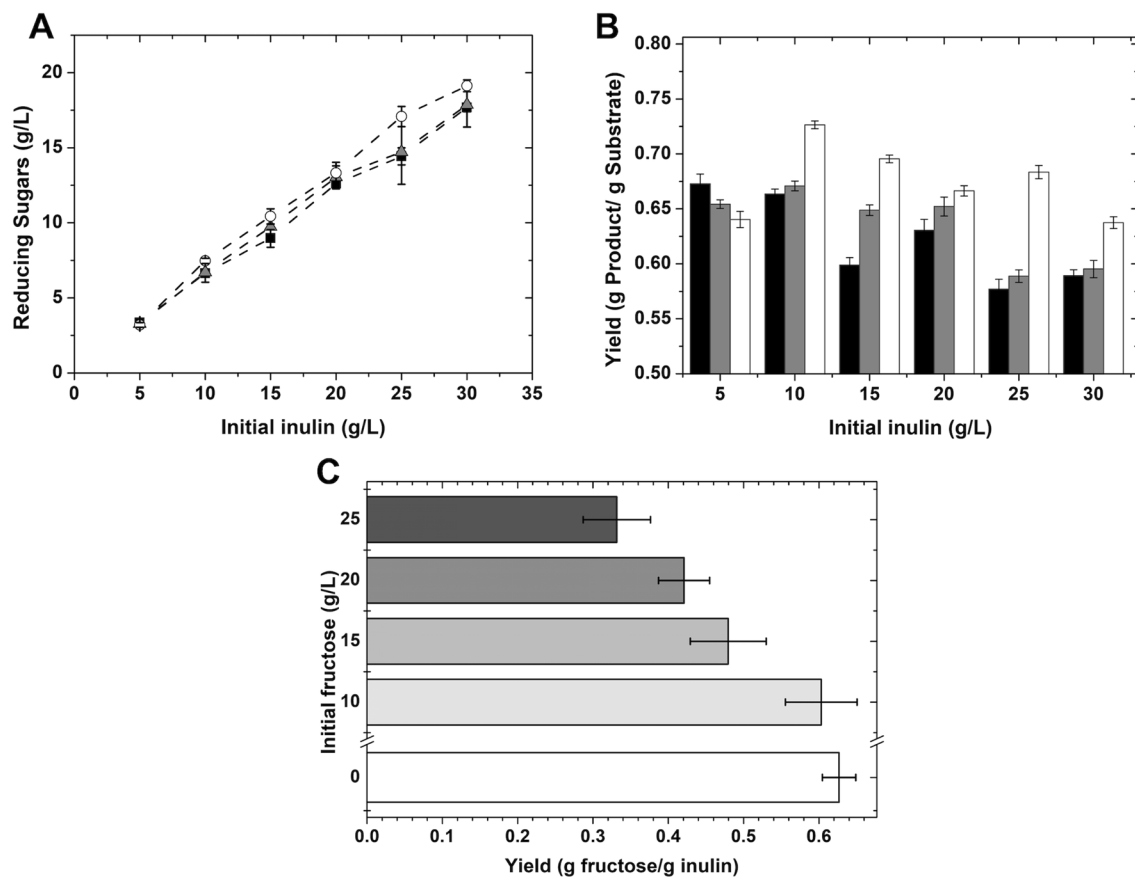 A
Reducing Sugars (g/L)
20
15
10
5
0
0 5 10 15 20 25 30 35
Initial inulin (g/L)
B
Yield (g Product/ g Substrate)
0.80
0.75
0.70
0.65
0.60
0.55
0.50
5 10 15 20 25 30
Initial inulin (g/L)
C
Initial fructose (g/L)
25
20
15
10
0
0.0 0.1 0.2 0.3 0.4 0.5 0.6
Yield (g fructose/g inulin)